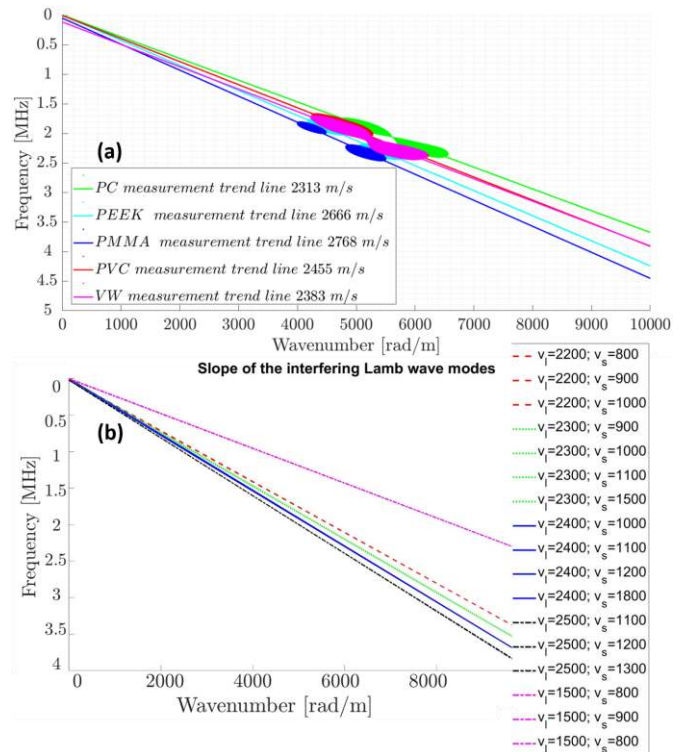 0
0.5
1
1.5
2
2.5
3
3.5
4
4.5
5
Frequency [MHz]
(a)
PC measurement trend line 2313 m/s
PEEK measurement trend line 2666 m/s
PMMA measurement trend line 2768 m/s
PVC measurement trend line 2455 m/s
VW measurement trend line 2383 m/s
0 1000 2000 3000 4000 5000 6000 7000 8000 9000 10000
Wavenumber [rad/m]
Slope of the interfering Lamb wave modes
0
0.5
1
1.5
2
2.5
3
3.5
4
Frequency [MHz]
(b)
0 2000 4000 6000 8000
Wavenumber [rad/m]
v_l=2200; v_s=800
v_l=2200; v_s=900
v_l=2200; v_s=1000
v_l=2300; v_s=900
v_l=2300; v_s=1000
v_l=2300; v_s=1100
v_l=2300; v_s=1500
v_l=2400; v_s=1000
v_l=2400; v_s=1100
v_l=2400; v_s=1200
v_l=2400; v_s=1800
v_l=2500; v_s=1100
v_l=2500; v_s=1200
v_l=2500; v_s=1300
v_l=1500; v_s=800
v_l=1500; v_s=900
v_l=1500; v_s=800